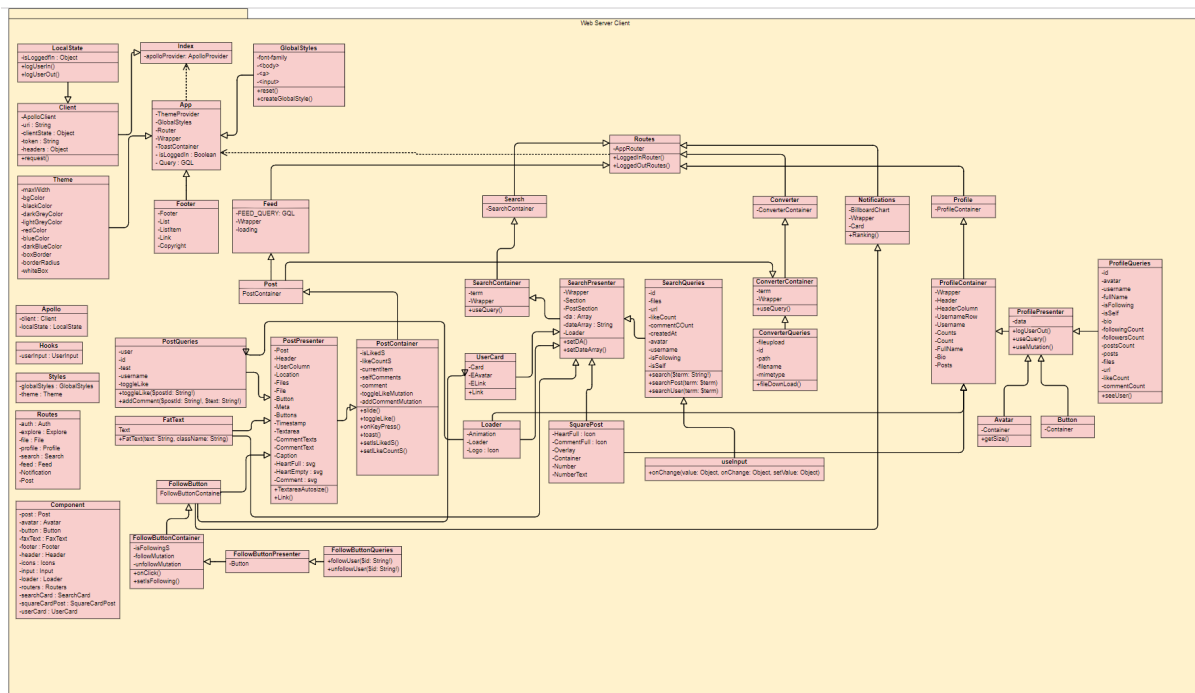 Web Server Client
LocalState
-isLoggedIn : Object
+logUserIn()
+logUserOut()
Index
-apolloProvider: ApolloProvider
GlobalStyles
-font-family
-<body>
-<a>
-<input>
+reset()
+createGlobalStyle()
Client
-ApolloClient
-uri : String
-clientState : Object
-token : String
-headers : Object
+request()
App
-ThemeProvider
-GlobalStyles
-Router
-Wrapper
-ToastContainer
- isLoggedIn : Boolean
- Query : GQL
Theme
-maxWidth
-bgColor
-blackColor
-darkGreyColor
-lightGreyColor
-redColor
-blueColor
-darkBlueColor
-boxBorder
-borderRadius
-whiteBox
Footer
-Footer
-List
-ListItem
-Link
-Copyright
Feed
-FEED_QUERY: GQL
-Wrapper
-loading
Routes
-AppRouter
+LoggedInRouter()
+LoggedOutRoutes()
Search
-SearchContainer
Converter
-ConverterContainer
Notifications
-BillboardChart
-Wrapper
-Card
+Ranking()
Profile
-ProfileContainer
Post
PostContainer
SearchContainer
-term
-Wrapper
+useQuery()
SearchPresenter
-Wrapper
-Section
-PostSection
-da : Array
-dateArray : String
-Loader
+setDA()
+setDateArray()
SearchQueries
-id
-files
-url
-likeCount
-commentCOunt
-createdAt
-avatar
-username
-isFollowing
-isSelf
+search($term: String!)
+searchPost(term: $term)
+searchUser(term: $term)
ConverterContainer
-term
-Wrapper
+useQuery()
ConverterQueries
-fileupload
-id
-path
-filename
-mimetype
+fileDownLoad()
ProfileContainer
-Wrapper
-Header
-HeaderColumn
-UsernameRow
-Username
-Counts
-Count
-FullName
-Bio
-Posts
ProfilePresenter
-data
+logUserOut()
+useQuery()
+useMutation()
ProfileQueries
-id
-avatar
-username
-fullName
-isFollowing
-isSelf
-bio
-followingCount
-followersCount
-postsCount
-posts
-files
-url
-likeCount
-commentCount
+seeUser()
Apollo
-client : Client
-localState : LocalState
Hooks
-userInput : UserInput
Styles
-globalStyles : GlobalStyles
-theme : Theme
Routes
-auth : Auth
-explore : Explore
-file : File
-profile : Profile
-search : Search
-feed : Feed
-Notification
-Post
Component
-post : Post
-avatar : Avatar
-button : Button
-faxText : FaxText
-footer : Footer
-header : Header
-icons : Icons
-input : Input
-loader : Loader
-routers : Routers
-searchCard : SearchCard
-squareCardPost : SquareCardPost
-userCard : UserCard
PostQueries
-user
-id
-test
-username
-toggleLike
+toggleLike($postId: String!)
+addComment($postId: String!, $text: String!)
FatText
Text
+FatText(text: String, className: String)
FollowButton
FollowButtonContainer
PostPresenter
-Post
-Header
-UserColumn
-Location
-Files
-File
-Button
-Meta
-Buttons
-Timestamp
-Textarea
-CommentTexts
-CommentText
-Caption
-HeartFull : svg
-HeartEmpty : svg
-Comment : svg
+TextareaAutosize()
+Link()
PostContainer
-isLikedS
-likeCountS
-currentItem
-selfComments
-comment
-toggleLikeMutation
-addCommentMutation
+slide()
+toggleLike()
+onKeyPress()
+toast()
+setIsLikedS()
+setLikeCountS()
UserCard
-Card
-EAvatar
-ELink
+Link
Loader
-Animation
-Loader
-Logo : Icon
SquarePost
-HeartFull : Icon
-CommentFull : Icon
-Overlay
-Container
-Number
-NumberText
useInput
+onChange(value: Object, onChange: Object, setValue: Object)
Avatar
-Container
+getSize()
Button
-Container
FollowButtonContainer
-isFollowingS
-followMutation
-unfollowMutation
+onClick()
+setIsFollowing()
FollowButtonPresenter
-Button
FollowButtonQueries
+followUser($id: String!)
+unfollowUser($id: String!)